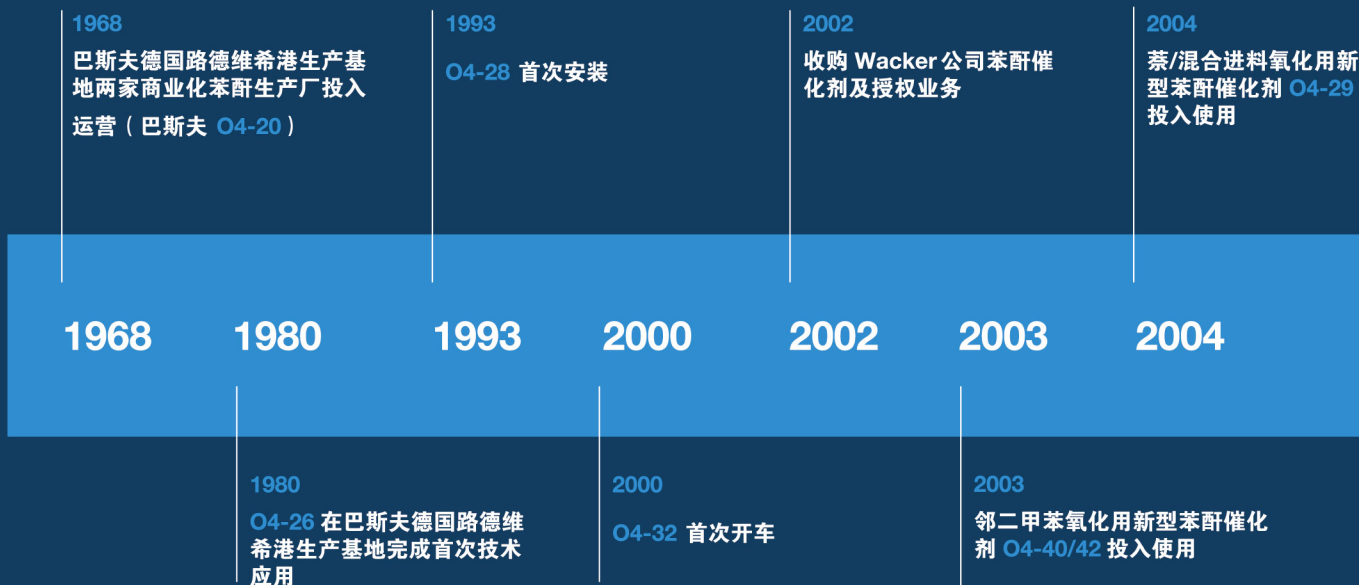 1968
巴斯夫德国路德维希港生产基
地两家商业化苯酐生产厂投入
运营（巴斯夫 O4-20）
1993
O4-28 首次安装
2002
收购 Wacker公司苯酐催
化剂及授权业务
2004
萘/混合进料氧化用新
型苯酐催化剂 O4-29
投入使用
1968
1980
1993
2000
2002
2003
2004
1980
O4-26 在巴斯夫德国路德维
希港生产基地完成首次技术
应用
2000
O4-32 首次开车
2003
邻二甲苯氧化用新型苯酐催化
剂 O4-40/42 投入使用